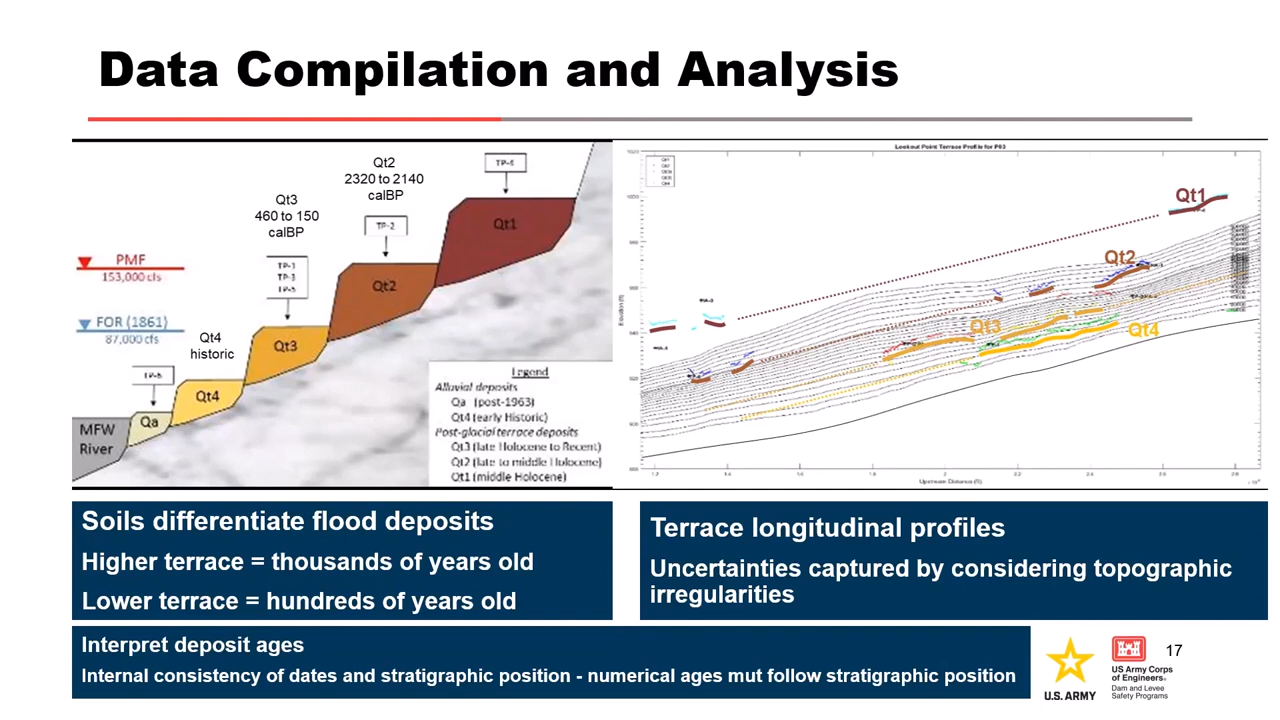 Data Compilation and Analysis
Qt2
2320 to 2140
calBP
TP-4
Qt3
460 to 150
calBP
TP-2
Qt1
PMF
153,000 cfs
TP-1
TP-3
TP-5
Qt2
FOR (1861)
87,000 cfs
Qt4
historic
Qt3
TP-6
Qt4
Qa
MFW
River
Legend
Alluvial deposits
Qa (post-1963)
Qt4 (early Historic)
Post-glacial terrace deposits
Qt3 (late Holocene to Recent)
Qt2 (late to middle Holocene)
Qt1 (middle Holocene)
Lookout Point Terrace Profile for P03
Qt1
Qt2
Qt3
Qt4
Elevation (ft)
Upstream Distance (ft)
Soils differentiate flood deposits
Higher terrace = thousands of years old
Lower terrace = hundreds of years old
Terrace longitudinal profiles
Uncertainties captured by considering topographic
irregularities
Interpret deposit ages
Internal consistency of dates and stratigraphic position - numerical ages mut follow stratigraphic position
U.S. ARMY
US Army Corps
of Engineers®
Dam and Levee
Safety Programs
17